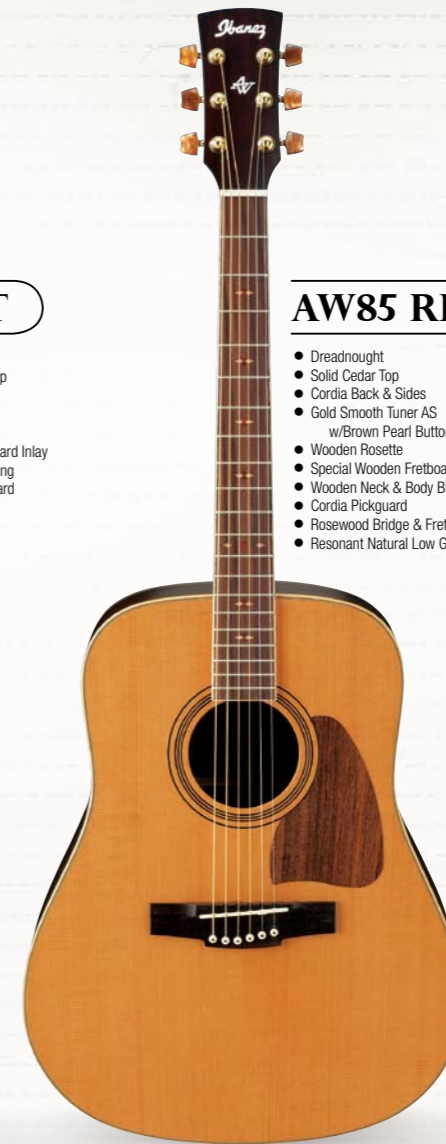 Ibanez
AW
T
p
ard Inlay
ng
ard
AW85 R
● Dreadnought
● Solid Cedar Top
● Cordia Back & Sides
● Gold Smooth Tuner AS
w/Brown Pearl Butto
● Wooden Rosette
● Special Wooden Fretboa
● Wooden Neck & Body B
● Cordia Pickguard
● Rosewood Bridge & Fret
● Resonant Natural Low G